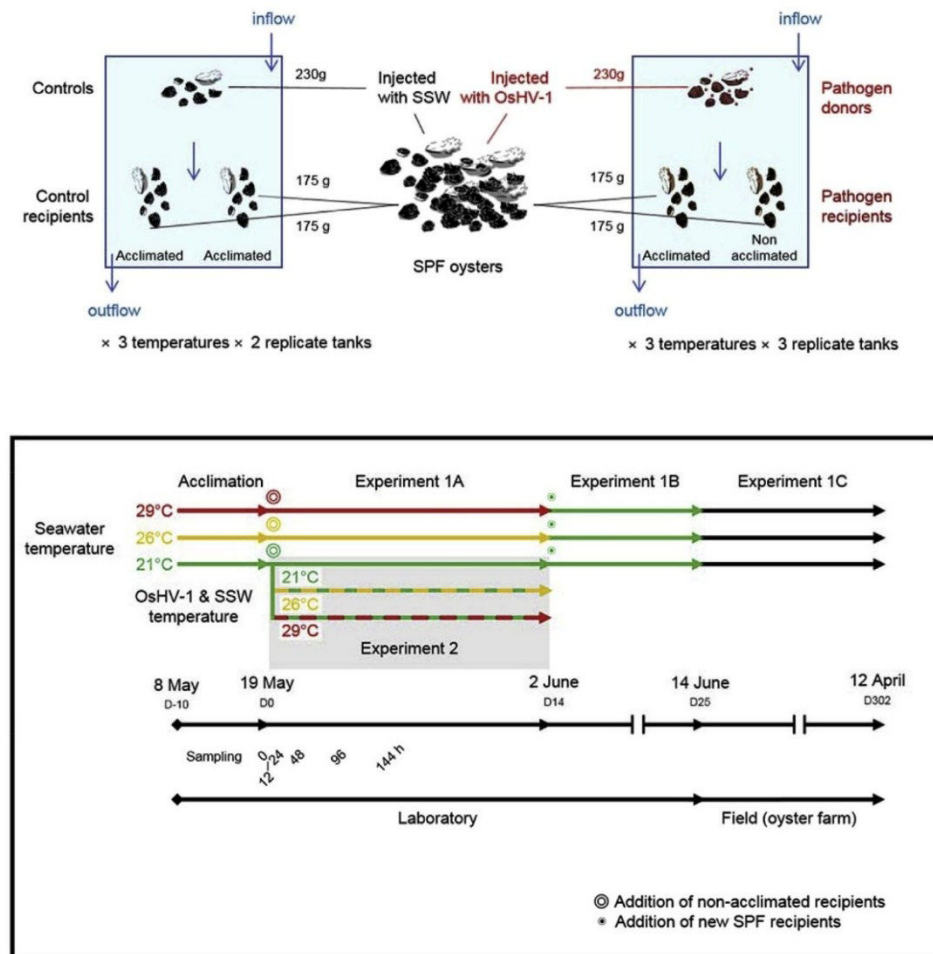 inflow
inflow
Controls
230g
Injected
with SSW
Injected
with OsHV-1
230g
Pathogen
donors
Control
recipients
175 g
175 g
175 g
175 g
Pathogen
recipients
Acclimated
Acclimated
SPF oysters
Acclimated
Non
acclimated
outflow
outflow
× 3 temperatures × 2 replicate tanks
× 3 temperatures × 3 replicate tanks
Acclimation
Experiment 1A
Experiment 1B
Experiment 1C
Seawater
temperature
29°C
26°C
21°C
OsHV-1 & SSW
temperature
21°C
26°C
29°C
Experiment 2
8 May
D-10
19 May
D0
2 June
D14
14 June
D25
12 April
D302
Sampling
0
12
24
48
96
144 h
Laboratory
Field (oyster farm)
Addition of non-acclimated recipients
Addition of new SPF recipients